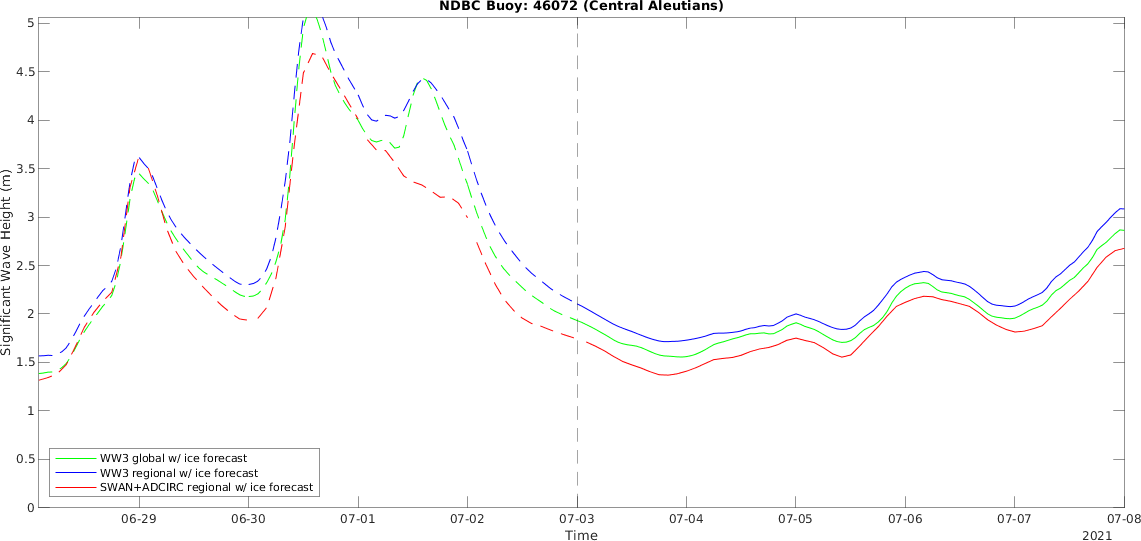 NDBC Buoy: 46072 (Central Aleutians)
Significant Wave Height (m)
5
4.5
4
3.5
3
2.5
2
1.5
1
0.5
0
WW3 global w/ ice forecast
WW3 regional w/ ice forecast
SWAN+ADCIRC regional w/ ice forecast
06-29 06-30 07-01 07-02 07-03 07-04 07-05 07-06 07-07 07-08
Time
2021